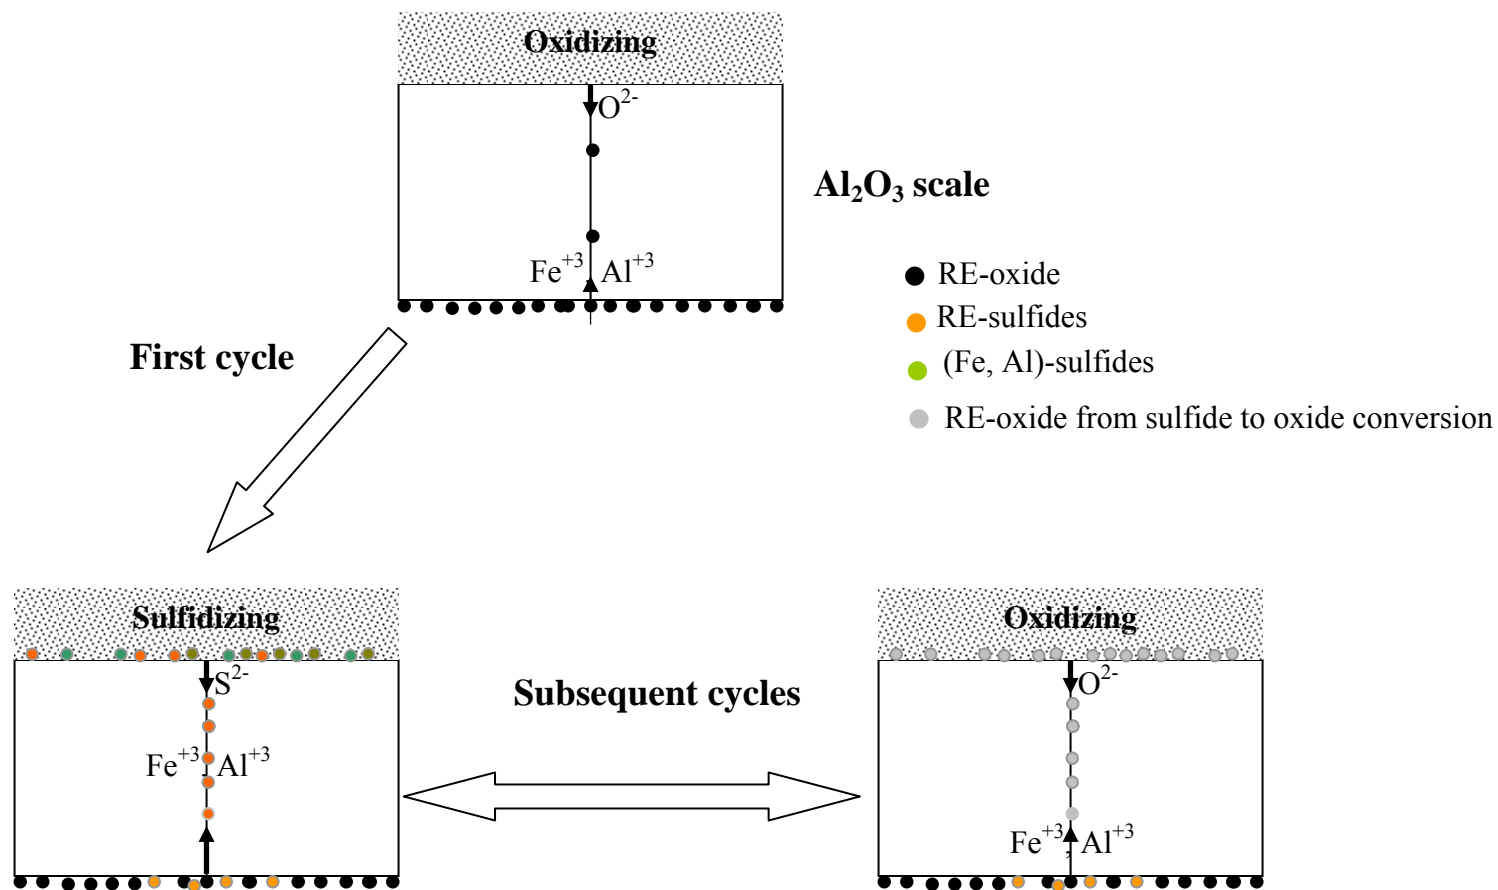 Oxidizing
O²⁻
Al₂O₃ scale
Fe⁺³ Al⁺³
RE-oxide
RE-sulfides
(Fe, Al)-sulfides
RE-oxide from sulfide to oxide conversion
First cycle
Sulfidizing
S²⁻
Fe⁺³, Al⁺³
Subsequent cycles
Oxidizing
O²⁻
Fe⁺³, Al⁺³